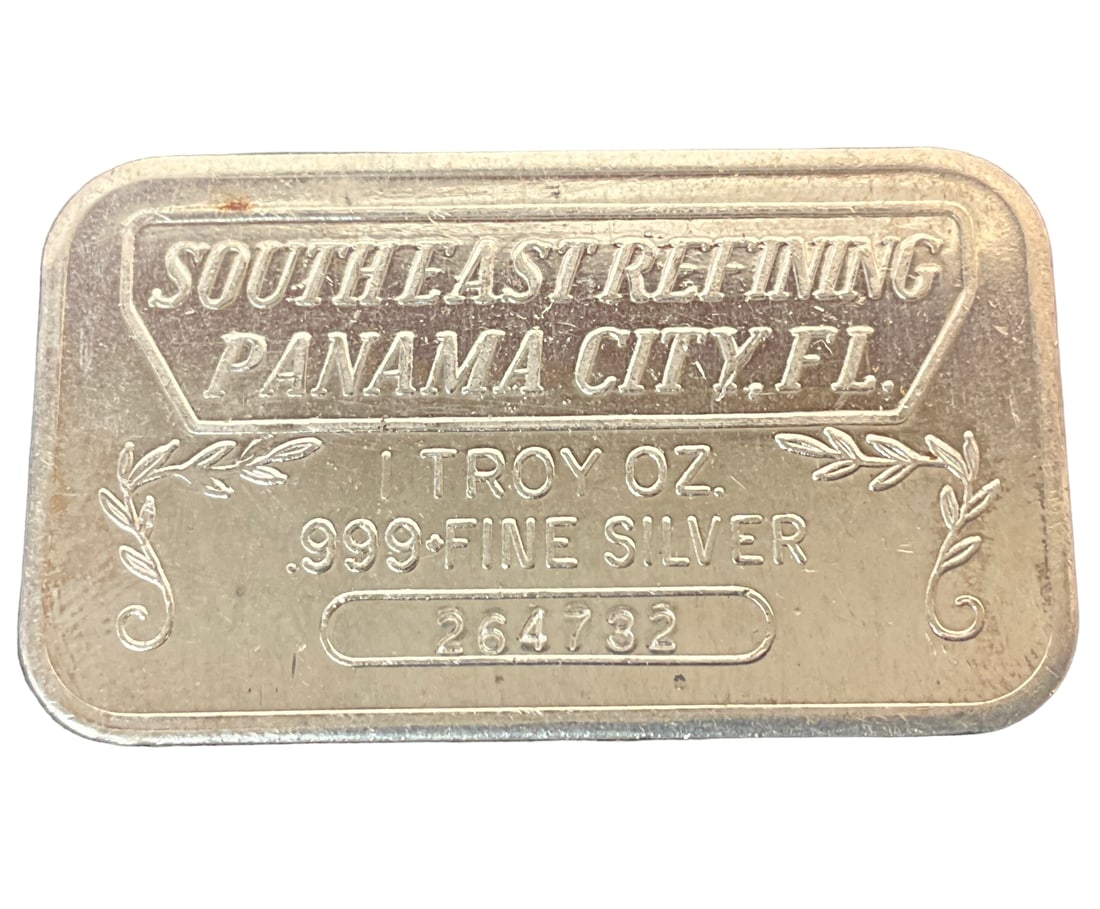 SOUTHEAST REFINING
PANAMA CITY, FL.
1 TROY OZ.
.999+FINE SILVER
264732